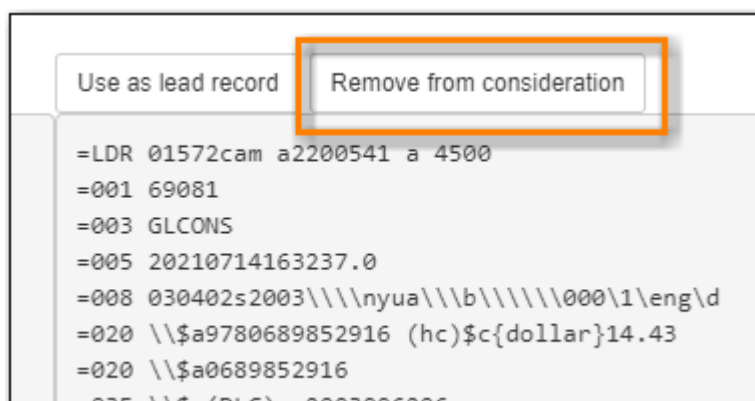 Use as lead record Remove from consideration
=LDR 01572cam a2200541 a 4500
=001 69081
=003 GLCONS
=005 20210714163237.0
=008 030402s2003\\\\nyua\\\b\\\\\\000\1\eng\d
=020 \\$a9780689852916 (hc)$c{dollar}14.43
=020 \\$a0689852916